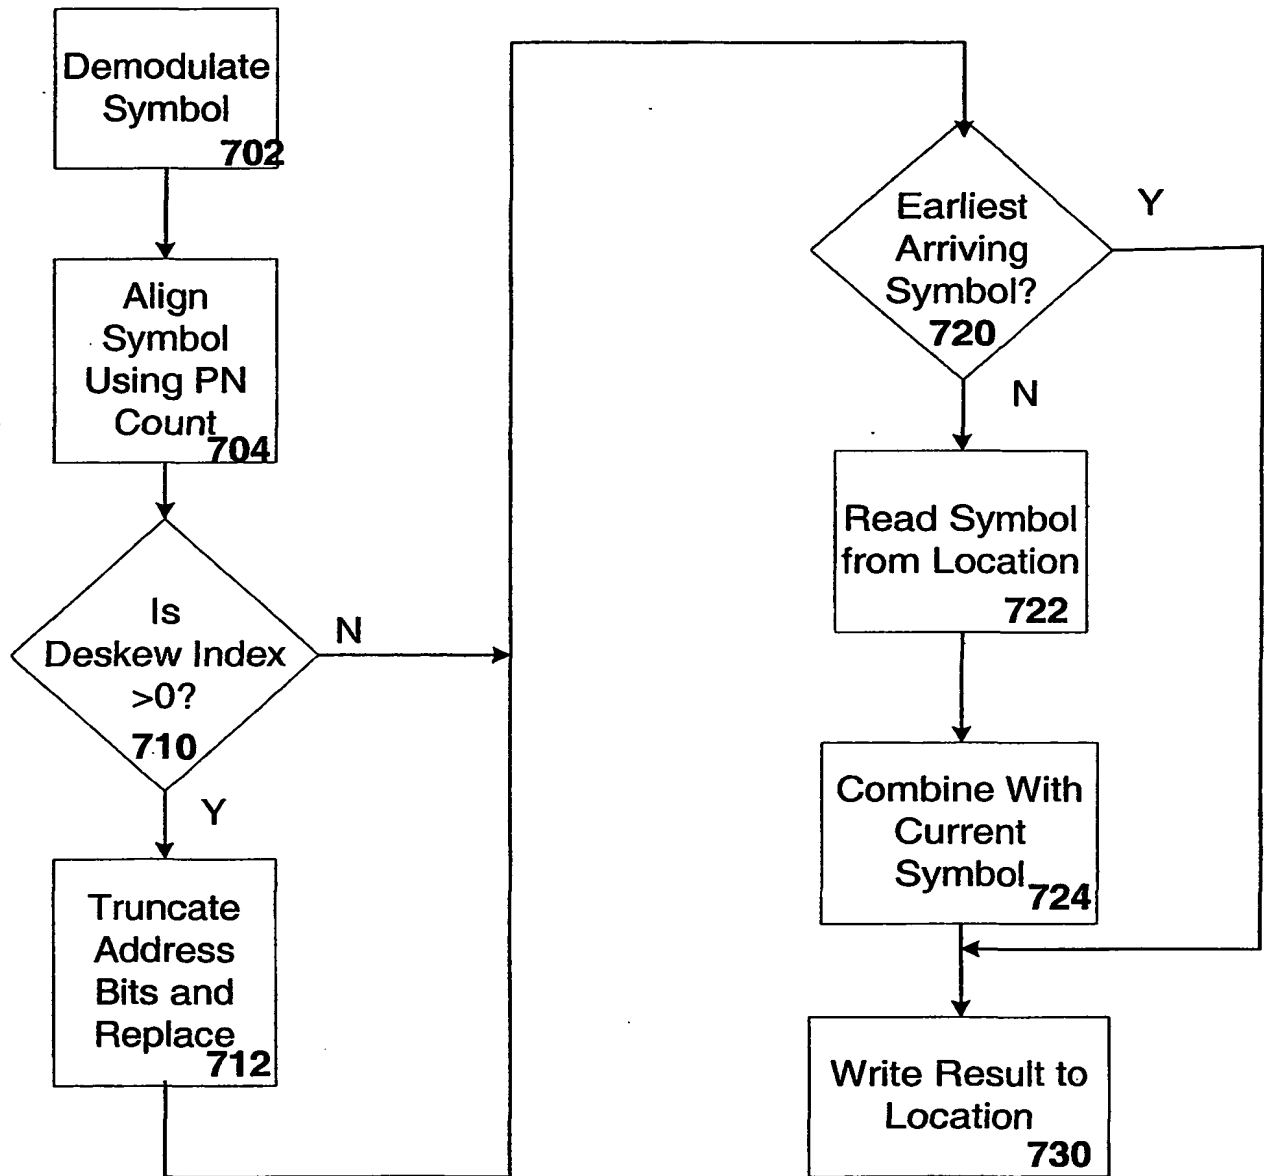 Demodulate
Symbol
702
Align
Symbol
Using PN
Count
704
Is
Deskew Index
>0?
710
N
Y
Truncate
Address
Bits and
Replace
712
Earliest
Arriving
Symbol?
720
Y
N
Read Symbol
from Location
722
Combine With
Current
Symbol
724
Write Result to
Location
730